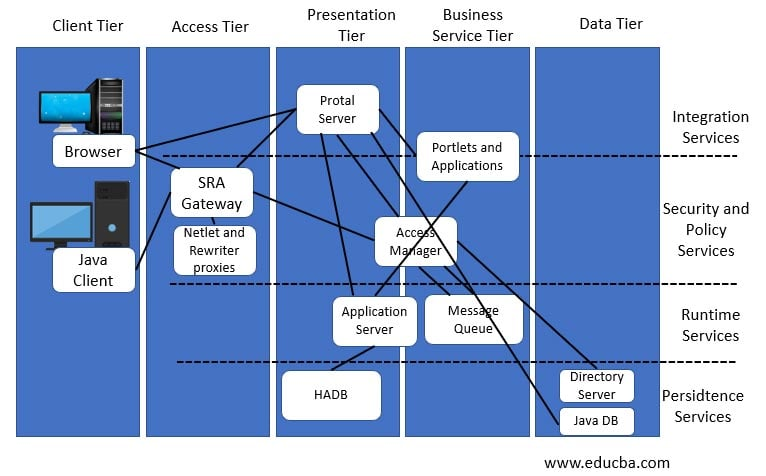 Client Tier
Access Tier
Presentation
Tier
Business
Service Tier
Data Tier
Protal
Server
Integration
Services
Browser
Portlets and
Applications
SRA
Gateway
Security and
Policy
Services
Netlet and
Rewriter
proxies
Access
Manager
Java
Client
Application
Server
Message
Queue
Runtime
Services
HADB
Directory
Server
Java DB
Persidtence
Services
www.educba.com